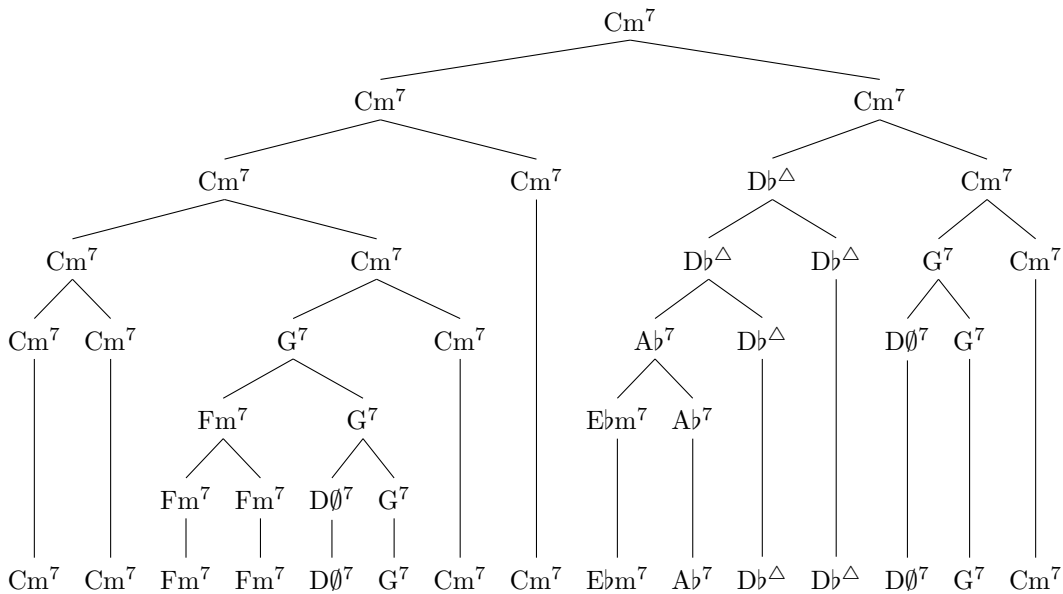 Cm⁷
Cm⁷ Cm⁷
Cm⁷ Cm⁷ D♭△ Cm⁷
Cm⁷ Cm⁷ D♭△ D♭△ G⁷ Cm⁷
Cm⁷ Cm⁷ G⁷ Cm⁷ A♭⁷ D♭△ D∅⁷ G⁷
Fm⁷ G⁷ E♭m⁷ A♭⁷
Fm⁷ Fm⁷ D∅⁷ G⁷
Cm⁷ Cm⁷ Fm⁷ Fm⁷ D∅⁷ G⁷ Cm⁷ Cm⁷ E♭m⁷ A♭⁷ D♭△ D♭△ D∅⁷ G⁷ Cm⁷